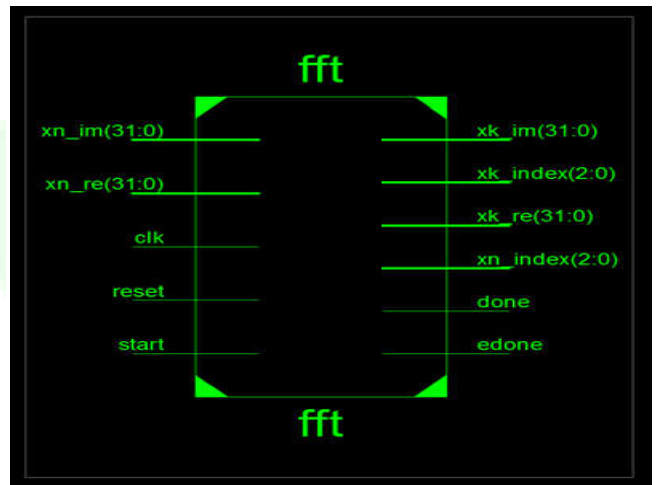 fft
xn_im(31:0)
xn_re(31:0)
clk
reset
start
xk_im(31:0)
xk_index(2:0)
xk_re(31:0)
xn_index(2:0)
done
edone
fft